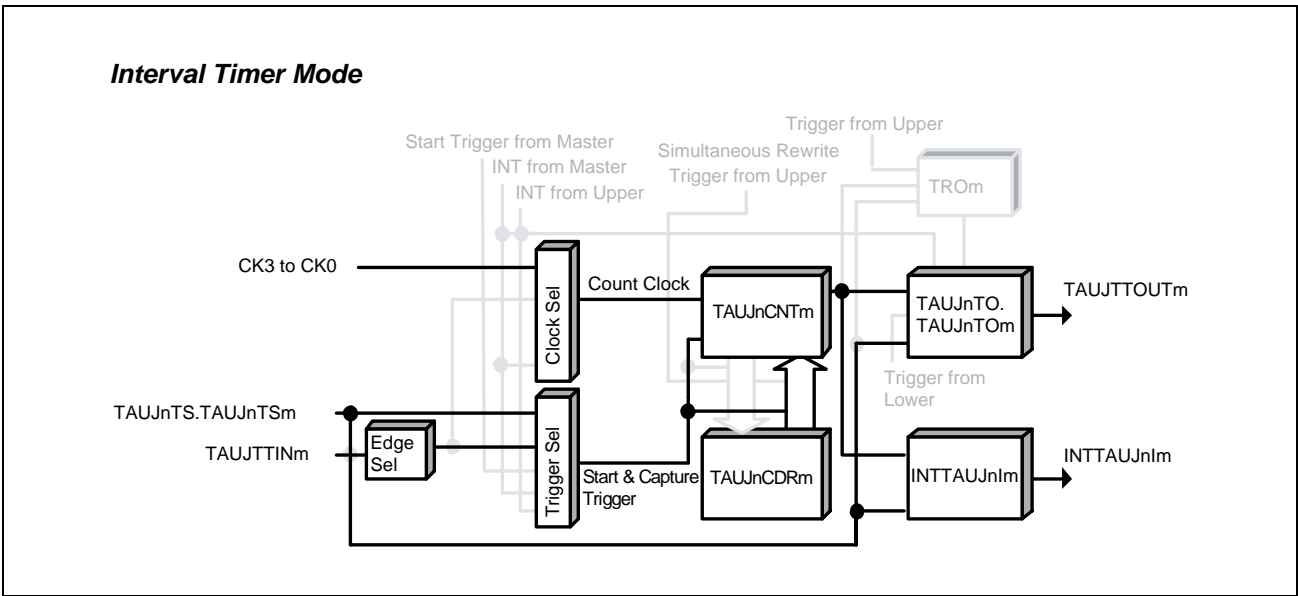 Interval Timer Mode
Trigger from Upper
Start Trigger from Master
Simultaneous Rewrite
Trigger from Upper
INT from Master
INT from Upper
TROm
CK3 to CK0
Clock Sel
Count Clock
TAUJnCNTm
TAUJnTO.
TAUJnTOm
TAUJTTOUTm
Trigger from
Lower
TAUJnTS.TAUJnTSm
TAUJTTINm
Edge
Sel
Trigger Sel
Start & Capture
Trigger
TAUJnCDRm
INTTAUJnIm
INTTAUJnIm